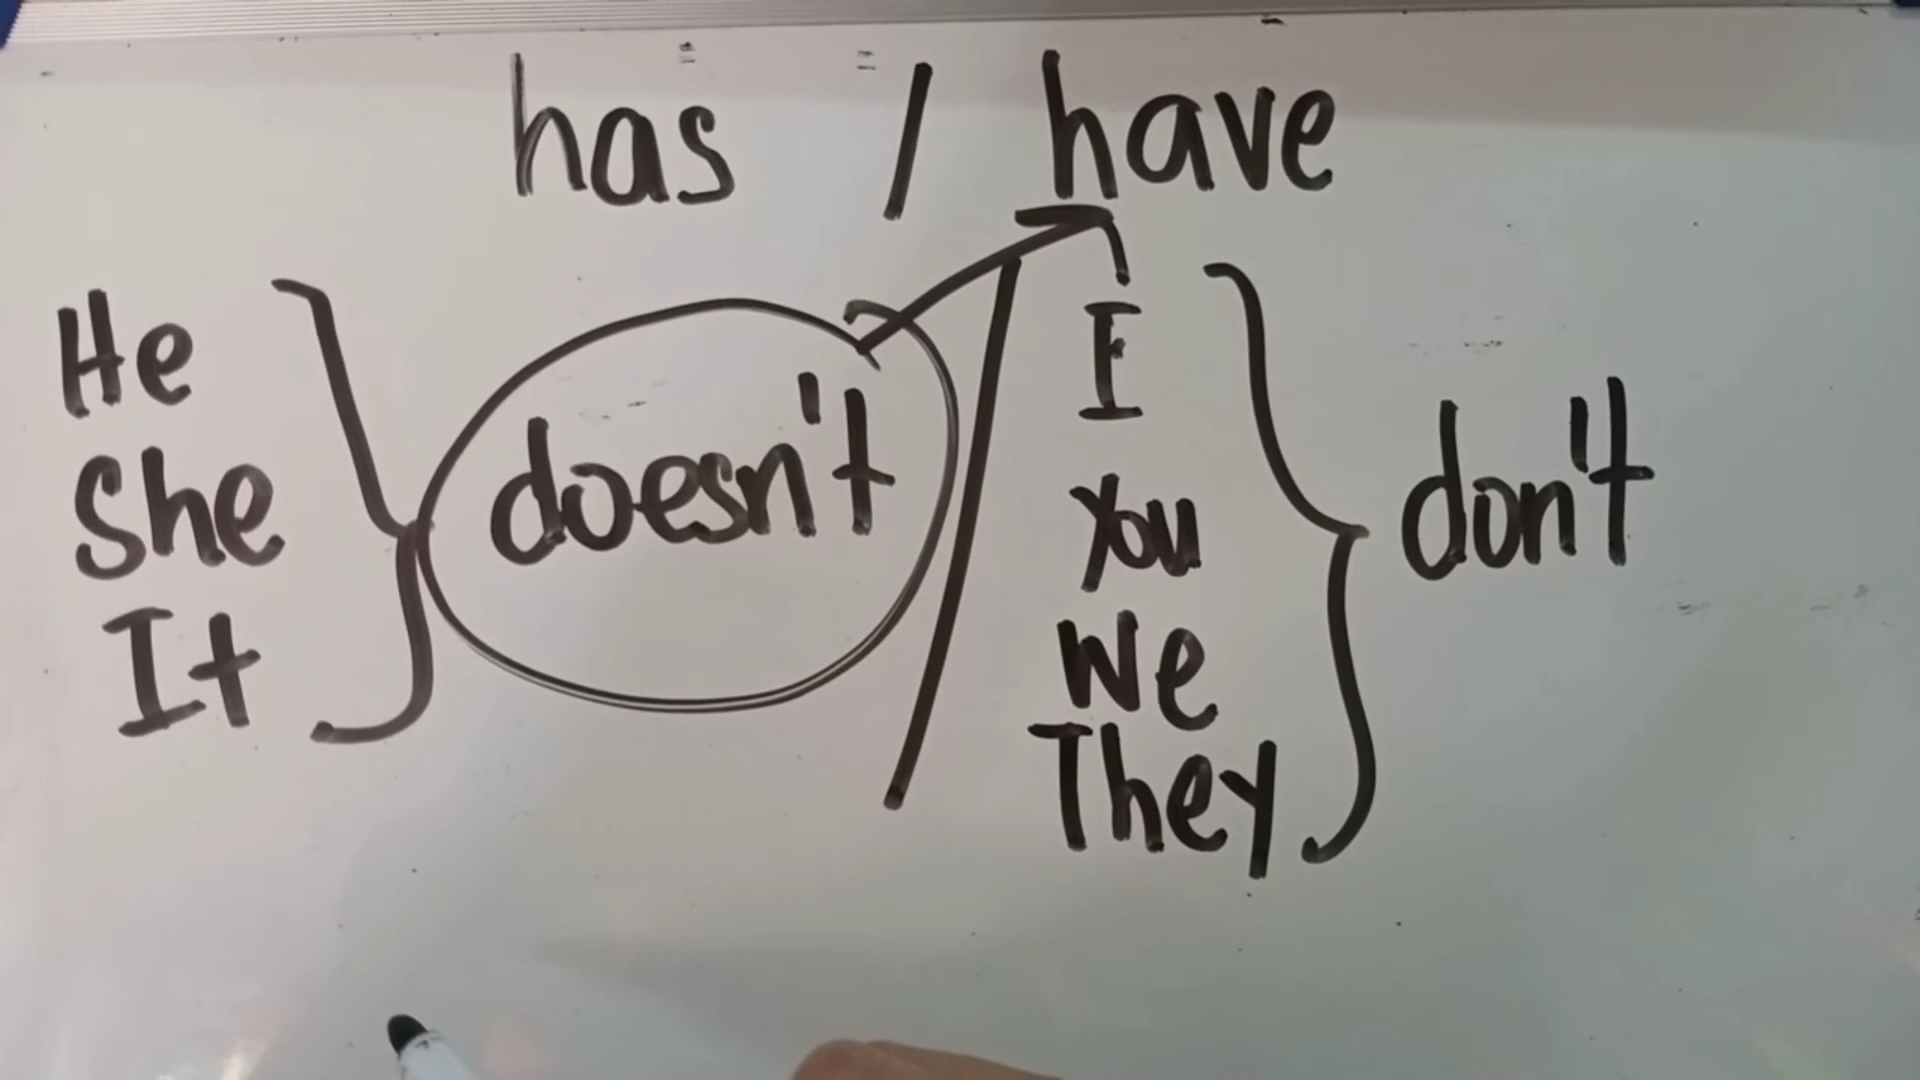 has / have
He
She
It
doesn't
I
You
We
They
don't